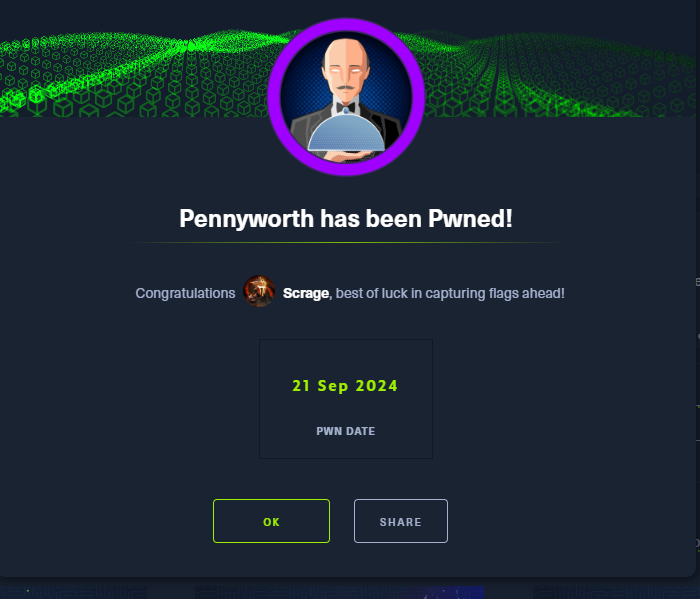 Pennyworth has been Pwned!
Congratulations Scrage, best of luck in capturing flags ahead!
21 Sep 2024
PWN DATE
OK SHARE